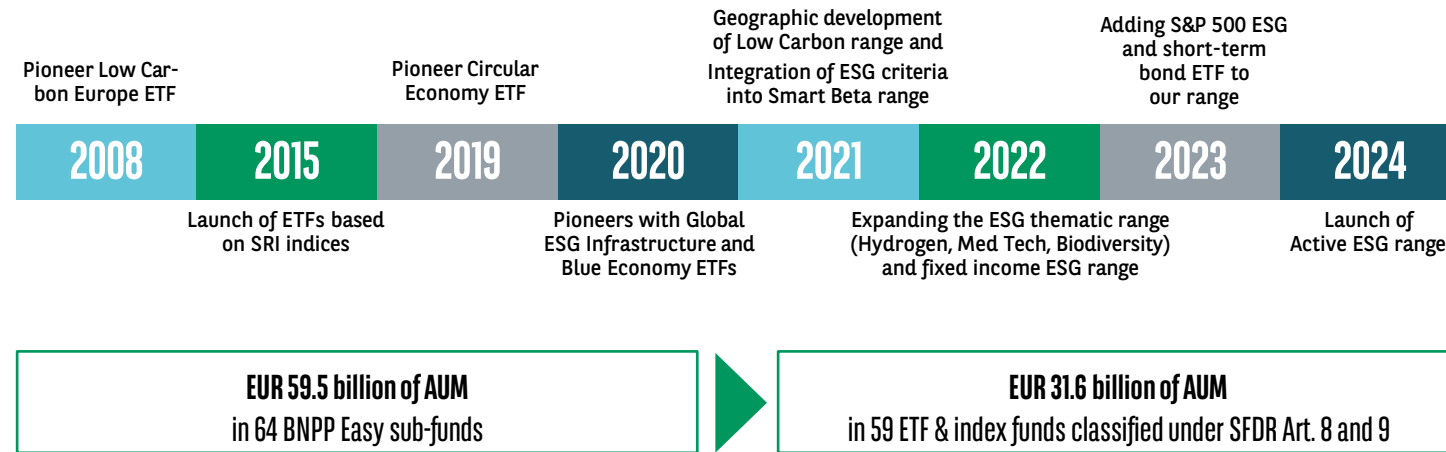 Pioneer Low Car-
bon Europe ETF
Pioneer Circular
Economy ETF
Geographic development
of Low Carbon range and
Integration of ESG criteria
into Smart Beta range
Adding S&P 500 ESG
and short-term
bond ETF to
our range
2008
2015
2019
2020
2021
2022
2023
2024
Launch of ETFs based
on SRI indices
Pioneers with Global
ESG Infrastructure and
Blue Economy ETFs
Expanding the ESG thematic range
(Hydrogen, Med Tech, Biodiversity)
and fixed income ESG range
Launch of
Active ESG range
EUR 59.5 billion of AUM
in 64 BNPP Easy sub-funds
EUR 31.6 billion of AUM
in 59 ETF & index funds classified under SFDR Art. 8 and 9